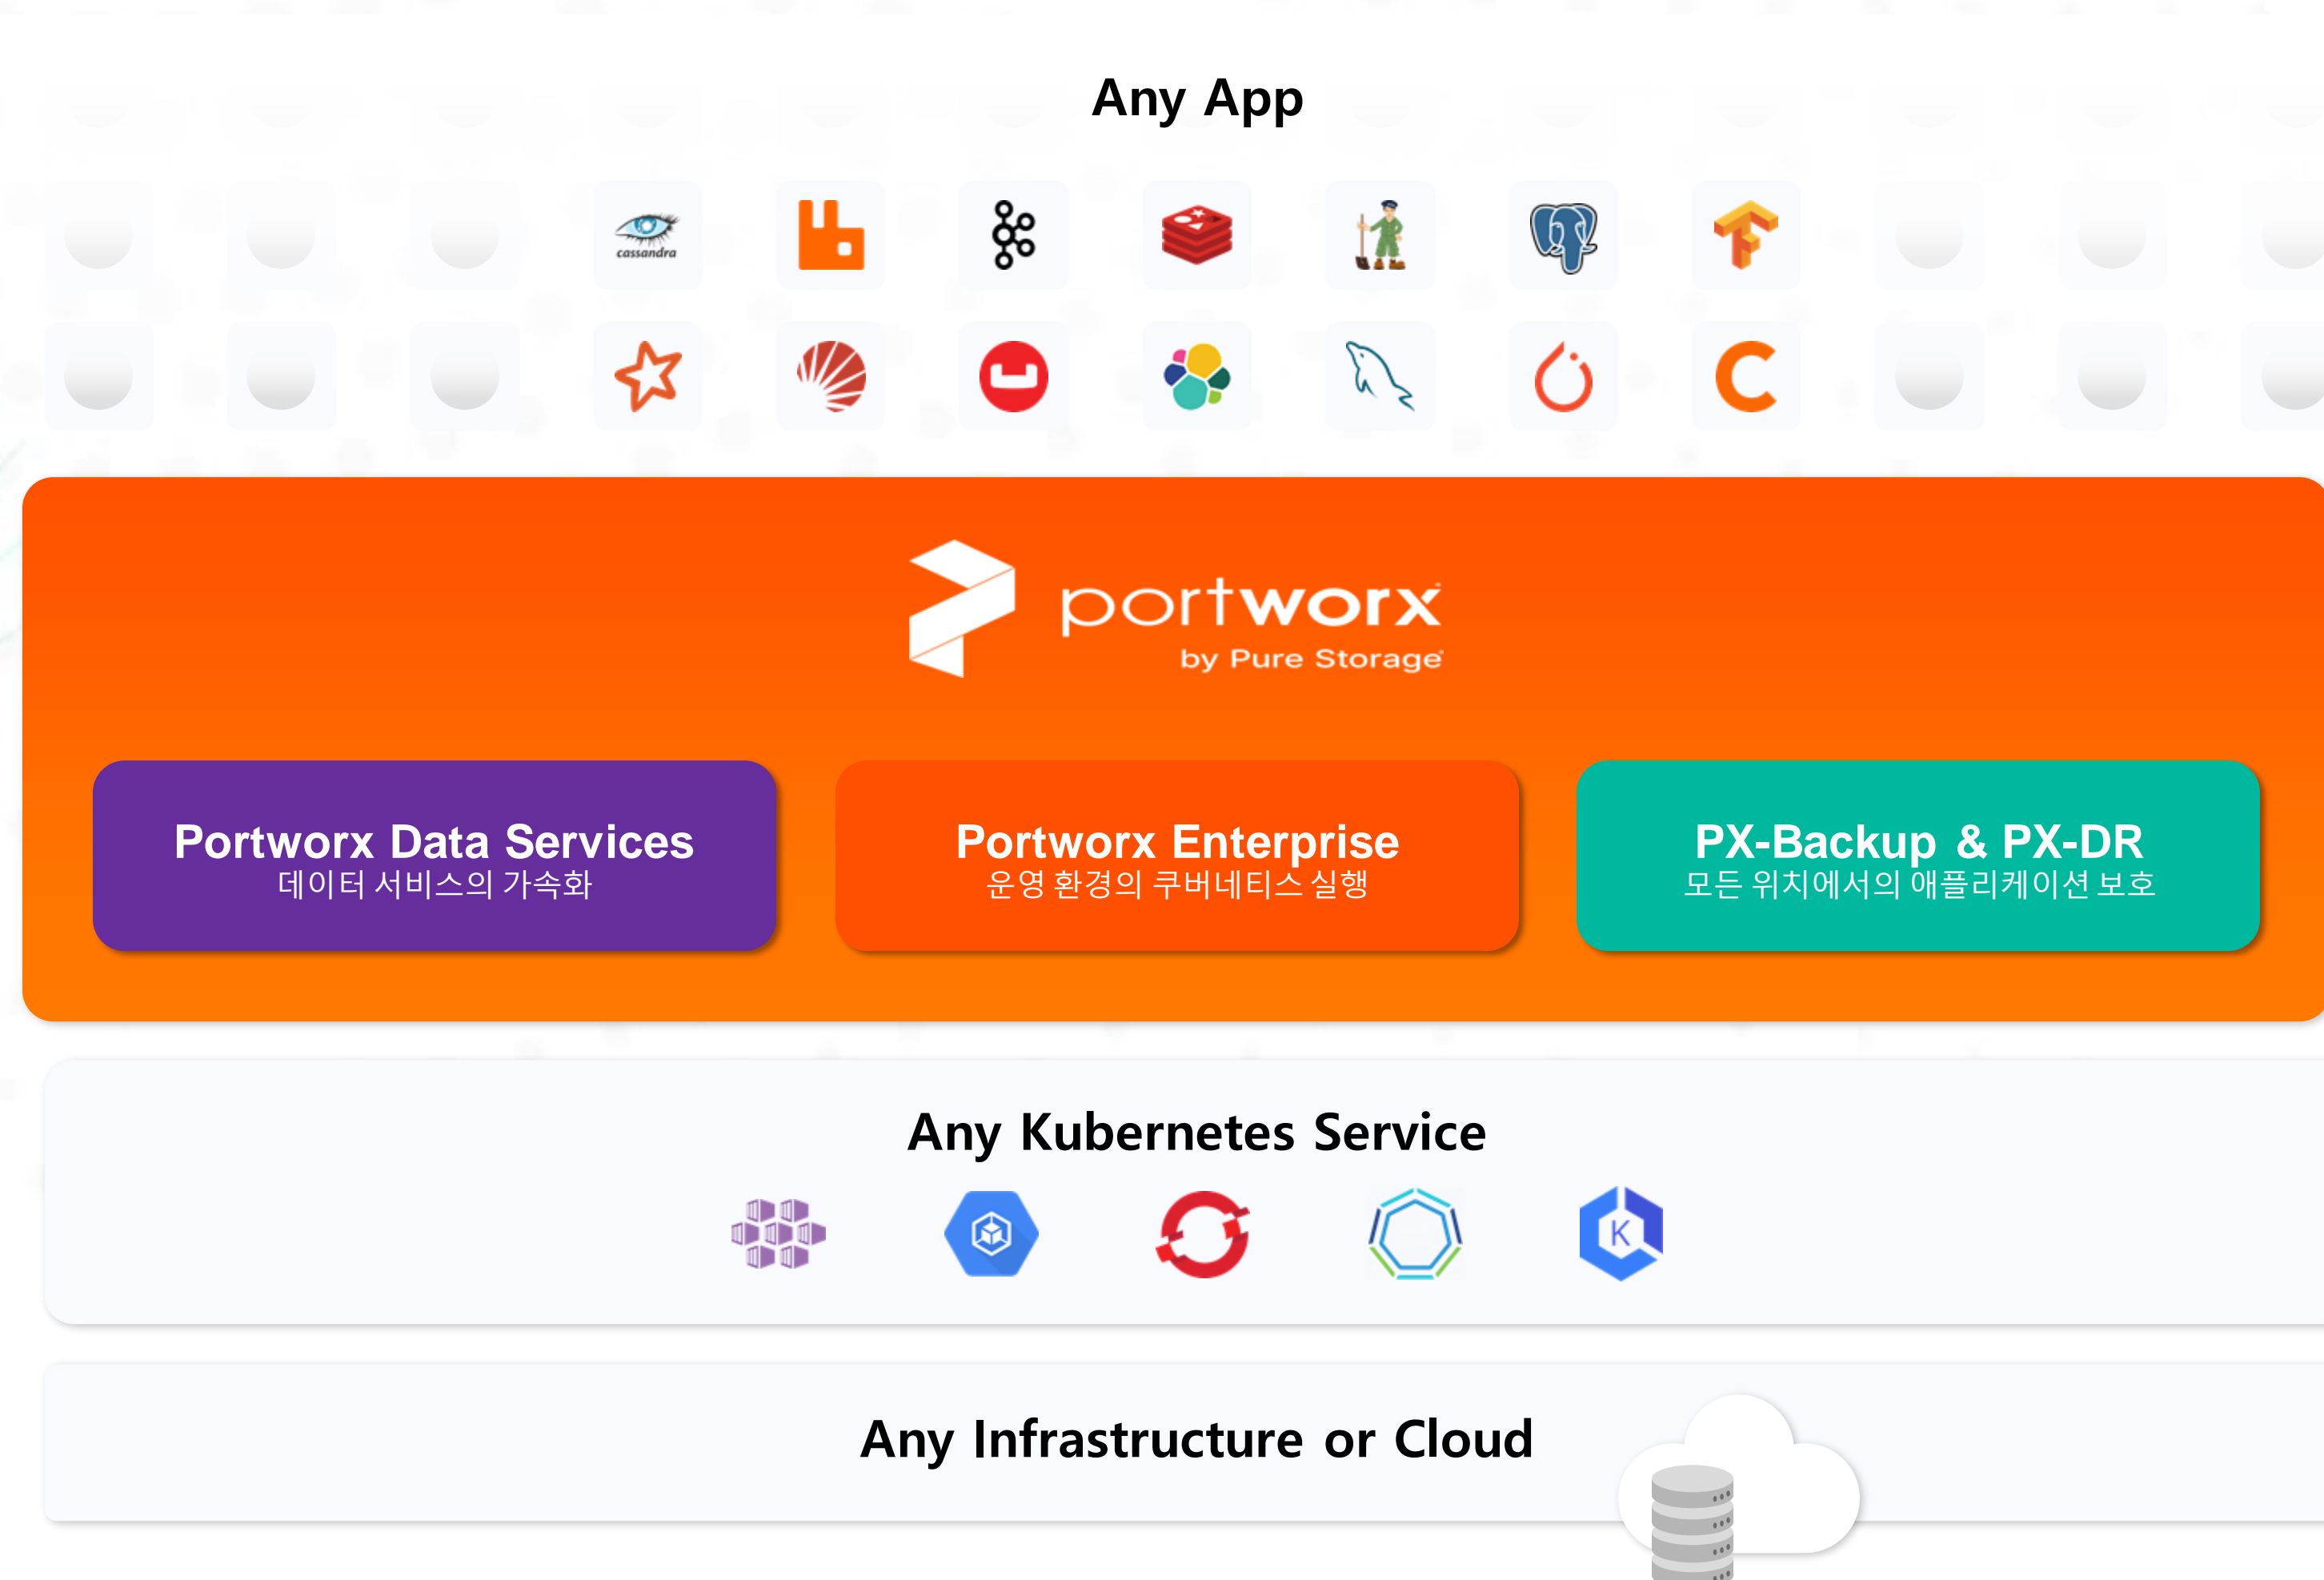 Any App
cassandra
portworx
by Pure Storage
Portworx Data Services
데이터 서비스의 가속화
Portworx Enterprise
운영 환경의 쿠버네티스 실행
PX-Backup & PX-DR
모든 위치에서의 애플리케이션 보호
Any Kubernetes Service
K
Any Infrastructure or Cloud